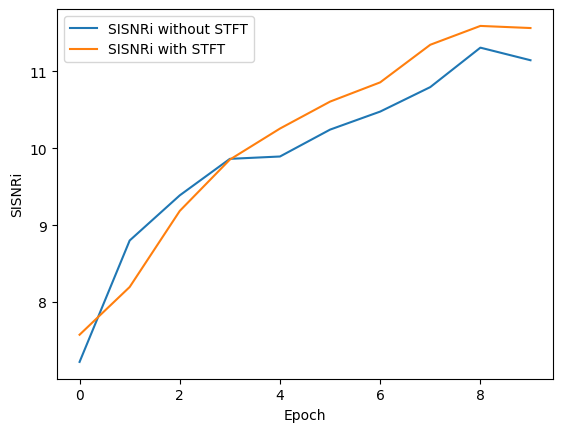 SISNRi without STFT
SISNRi with STFT
11
10
9
8
SISNRi
0 2 4 6 8
Epoch